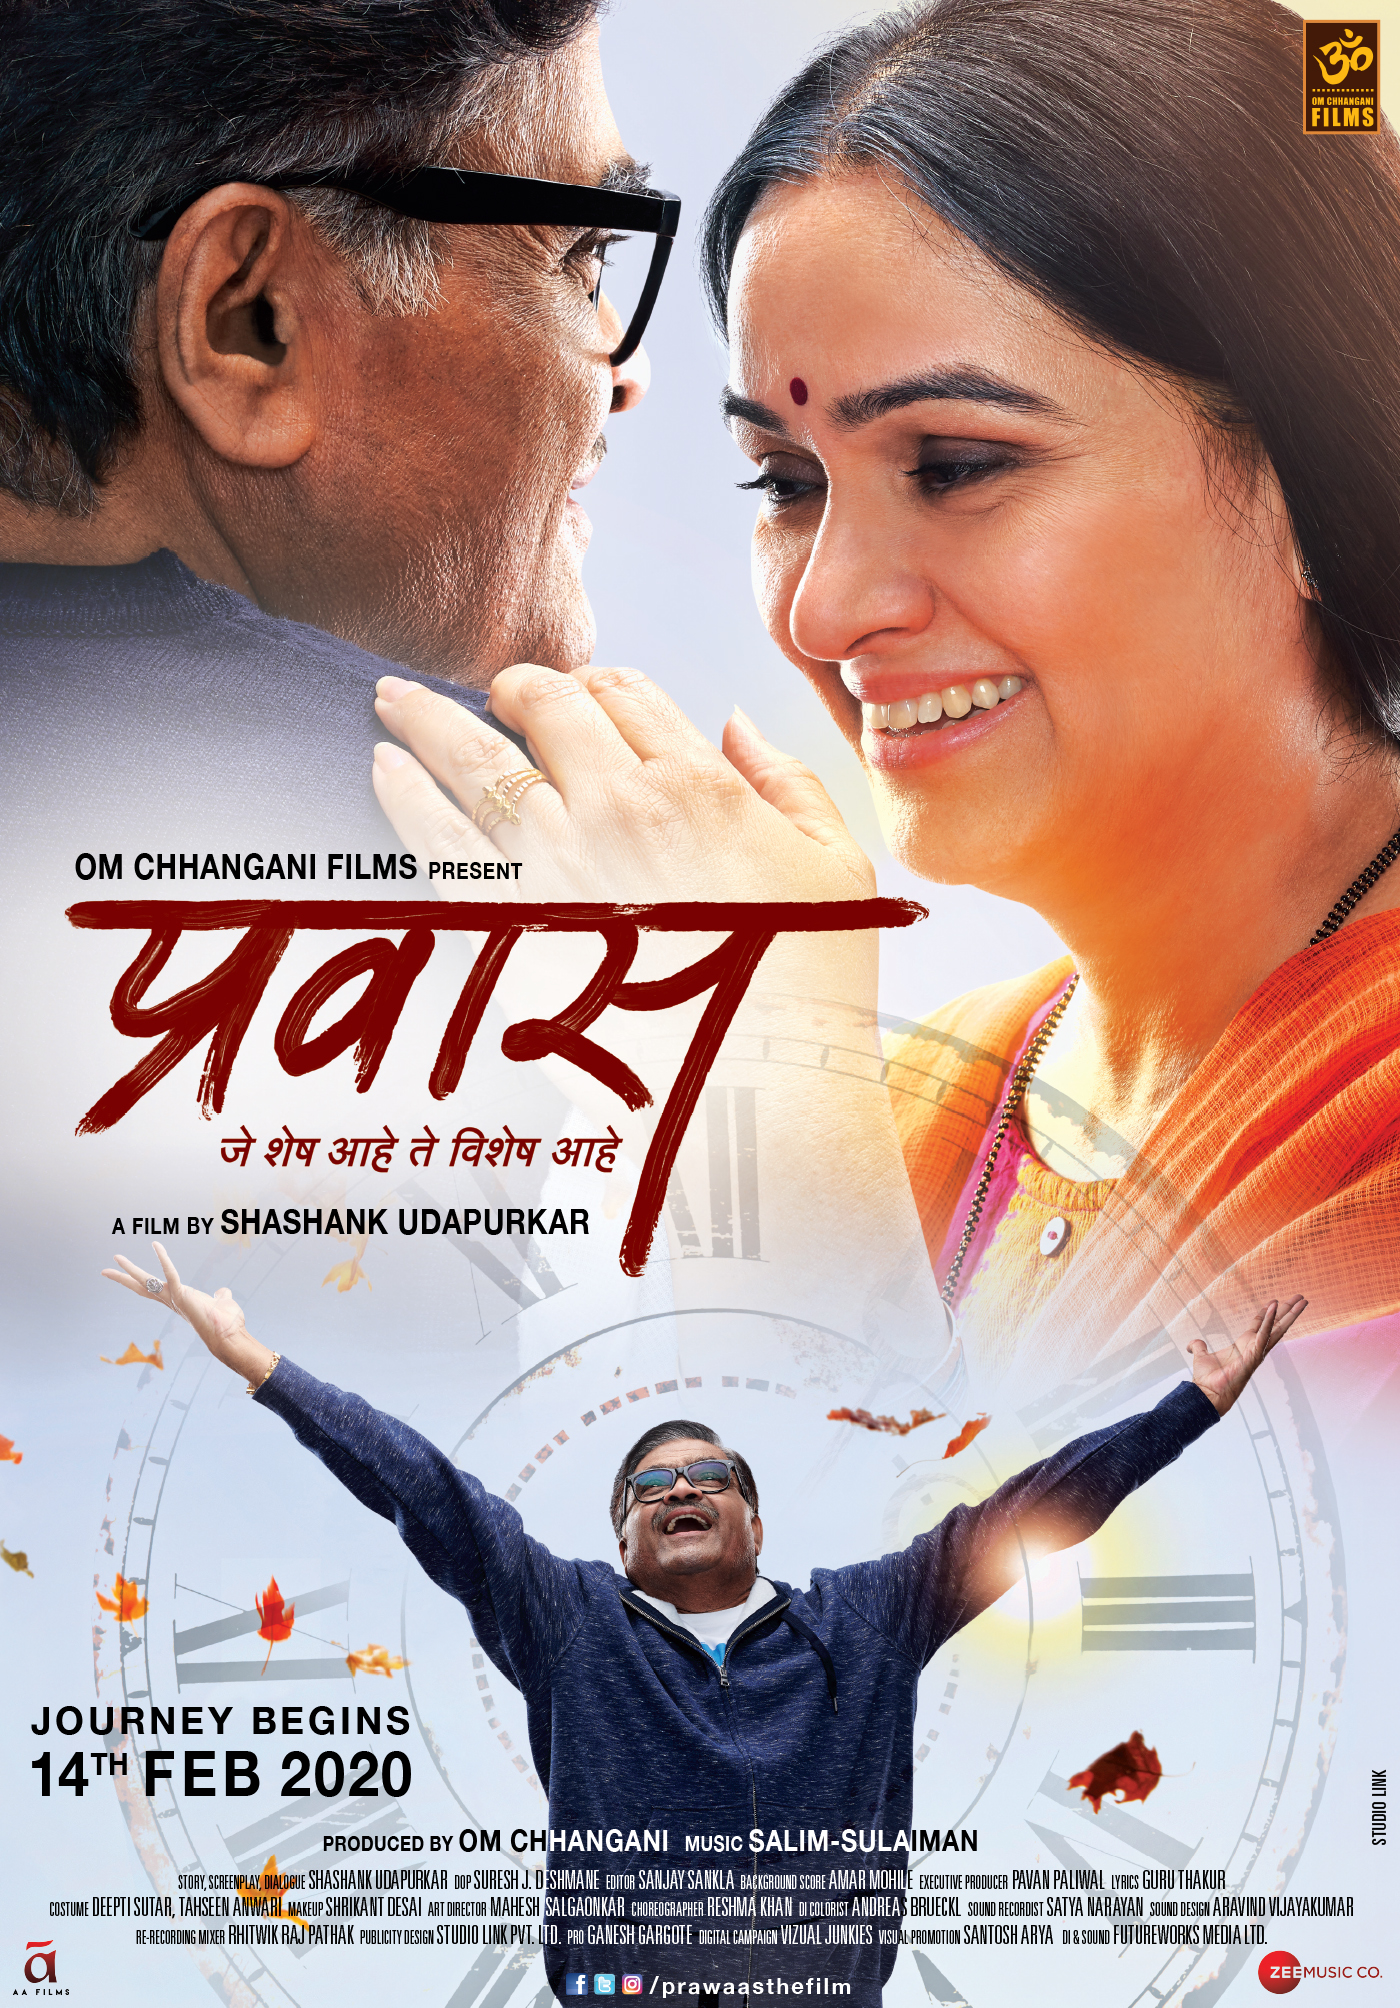 ॐ
OM CHHANGANI
FILMS
OM CHHANGANI FILMS PRESENT
प्रवास
जे शेष आहे ते विशेष आहे
A FILM BY SHASHANK UDAPURKAR
JOURNEY BEGINS
14TH FEB 2020
STUDIO LINK
PRODUCED BY OM CHHANGANI MUSIC SALIM-SULAIMAN
STORY, SCREENPLAY, DIALOGUE SHASHANK UDAPURKAR DOP SURESH J. DESHMANE EDITOR SANJAY SANKLA BACKGROUND SCORE AMAR MOHILE EXECUTIVE PRODUCER PAVAN PALIWAL LYRICS GURU THAKUR
COSTUME DEEPTI SUTAR, TAHSEEN ANWARI MAKEUP SHRIKANT DESAI ART DIRECTOR MAHESH SALGAONKAR CHOREOGRAPHER RESHMA KHAN DI COLORIST ANDREAS BRUECKL SOUND RECORDIST SATYA NARAYAN SOUND DESIGN ARAVIND VIJAYAKUMAR
RE-RECORDING MIXER RHITWIK RAJ PATHAK PUBLICITY DESIGN STUDIO LINK PVT. LTD. PRO GANESH GARGOTE DIGITAL CAMPAIGN VIZUAL JUNKIES VISUAL PROMOTION SANTOSH ARYA DI & SOUND FUTUREWORKS MEDIA LTD.
ā
AA FILMS
/prawaasthefilm
ZEE MUSIC CO.